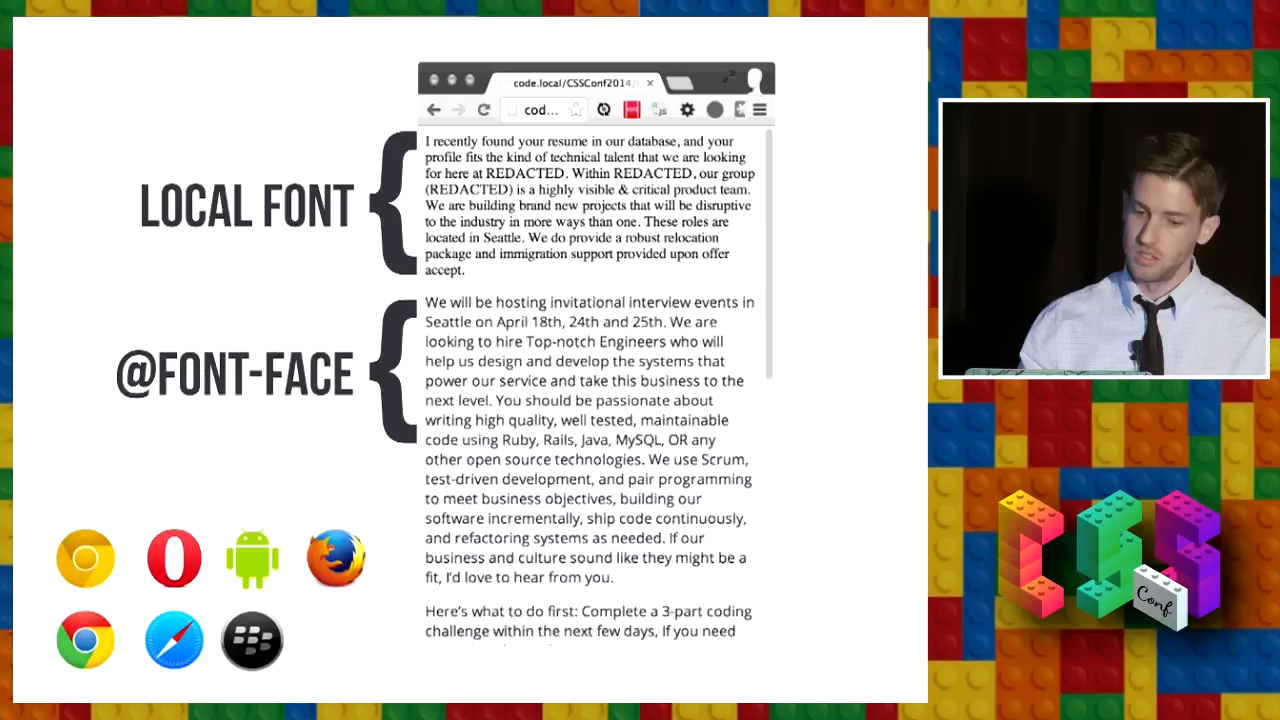 code.local/CSSConf2014/
cod...
LOCAL FONT
I recently found your resume in our database, and your
profile fits the kind of technical talent that we are looking
for here at REDACTED. Within REDACTED, our group
(REDACTED) is a highly visible & critical product team.
We are building brand new projects that will be disruptive
to the industry in more ways than one. These roles are
located in Seattle. We do provide a robust relocation
package and immigration support provided upon offer
accept.
@FONT-FACE
We will be hosting invitational interview events in
Seattle on April 18th, 24th and 25th. We are
looking to hire Top-notch Engineers who will
help us design and develop the systems that
power our service and take this business to the
next level. You should be passionate about
writing high quality, well tested, maintainable
code using Ruby, Rails, Java, MySQL, OR any
other open source technologies. We use Scrum,
test-driven development, and pair programming
to meet business objectives, building our
software incrementally, ship code continuously,
and refactoring systems as needed. If our
business and culture sound like they might be a
fit, I'd love to hear from you.
Here's what to do first: Complete a 3-part coding
challenge within the next few days, If you need
CSS
Conf